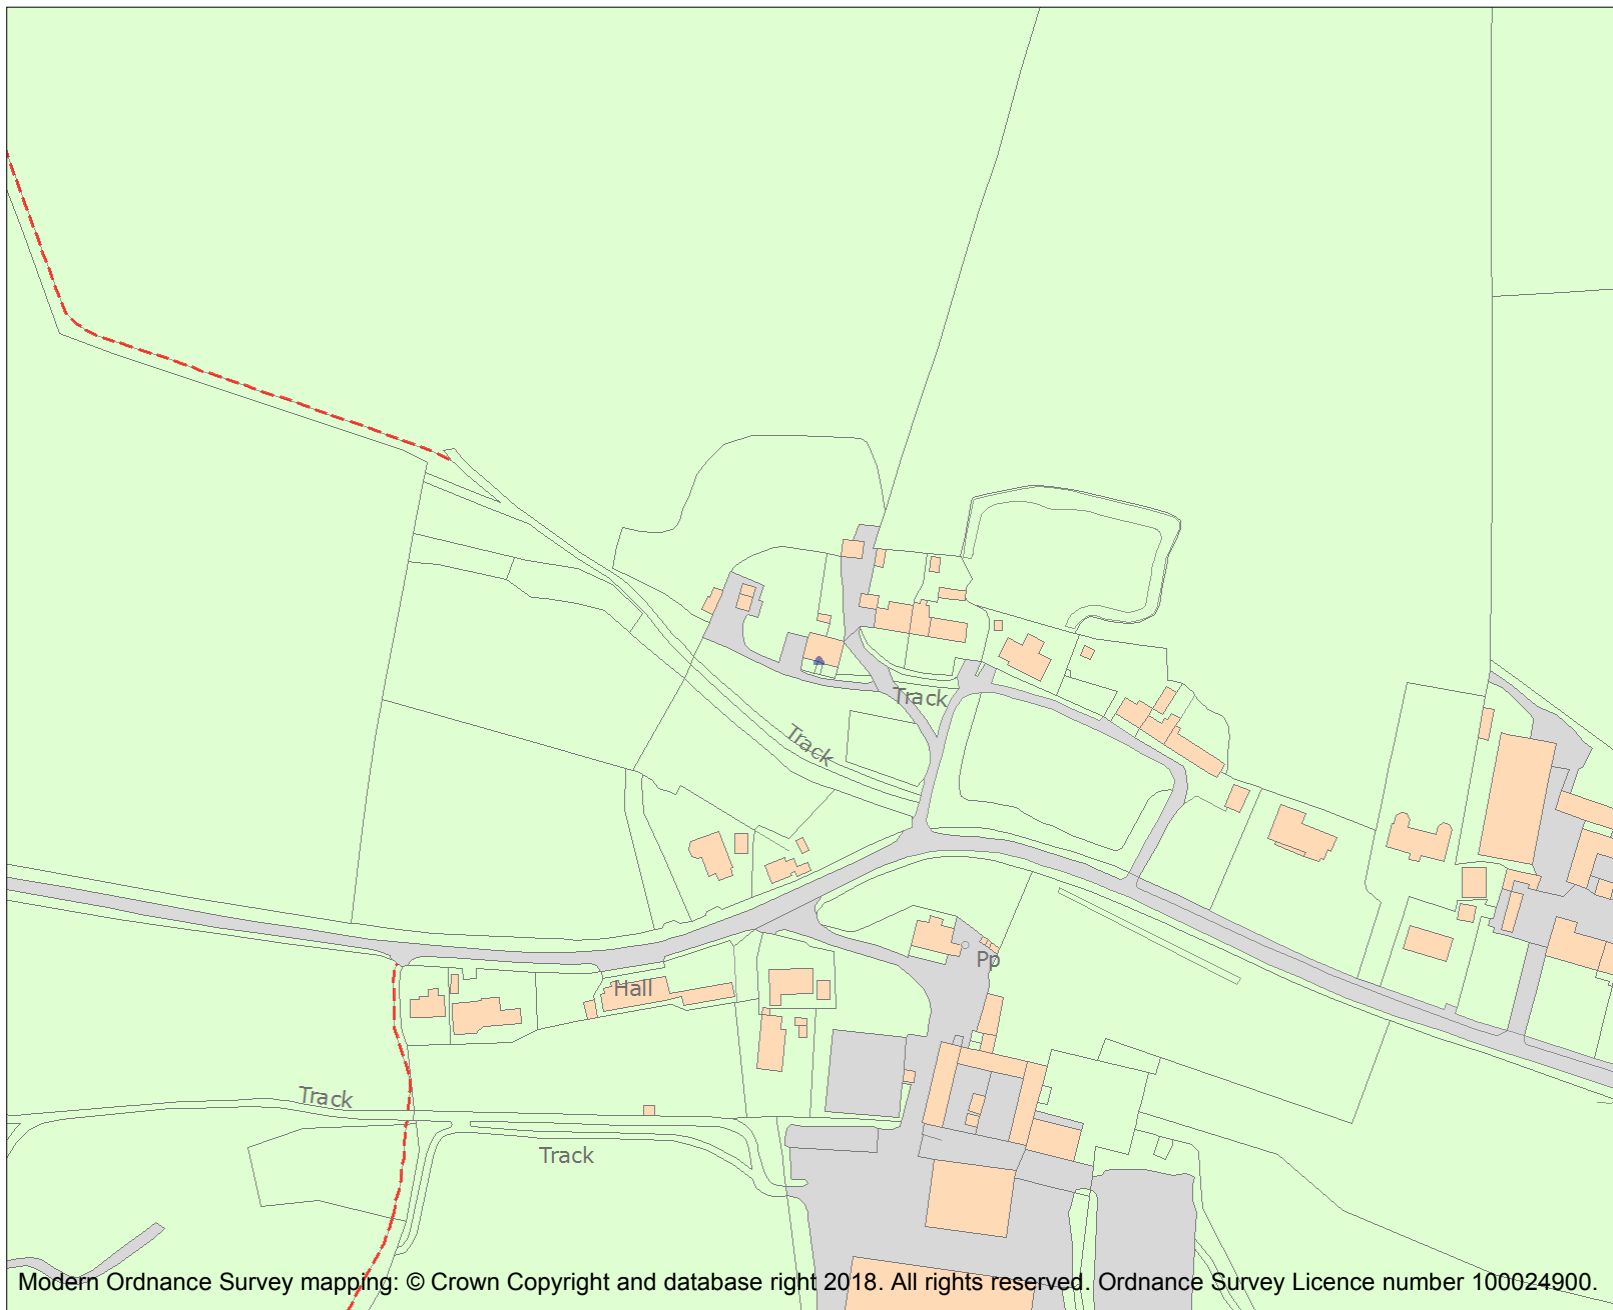 Track
Track
Pp
Hall
Track
Track
Modern Ordnance Survey mapping: © Crown Copyright and database right 2018. All rights reserved. Ordnance Survey Licence number 100024900.